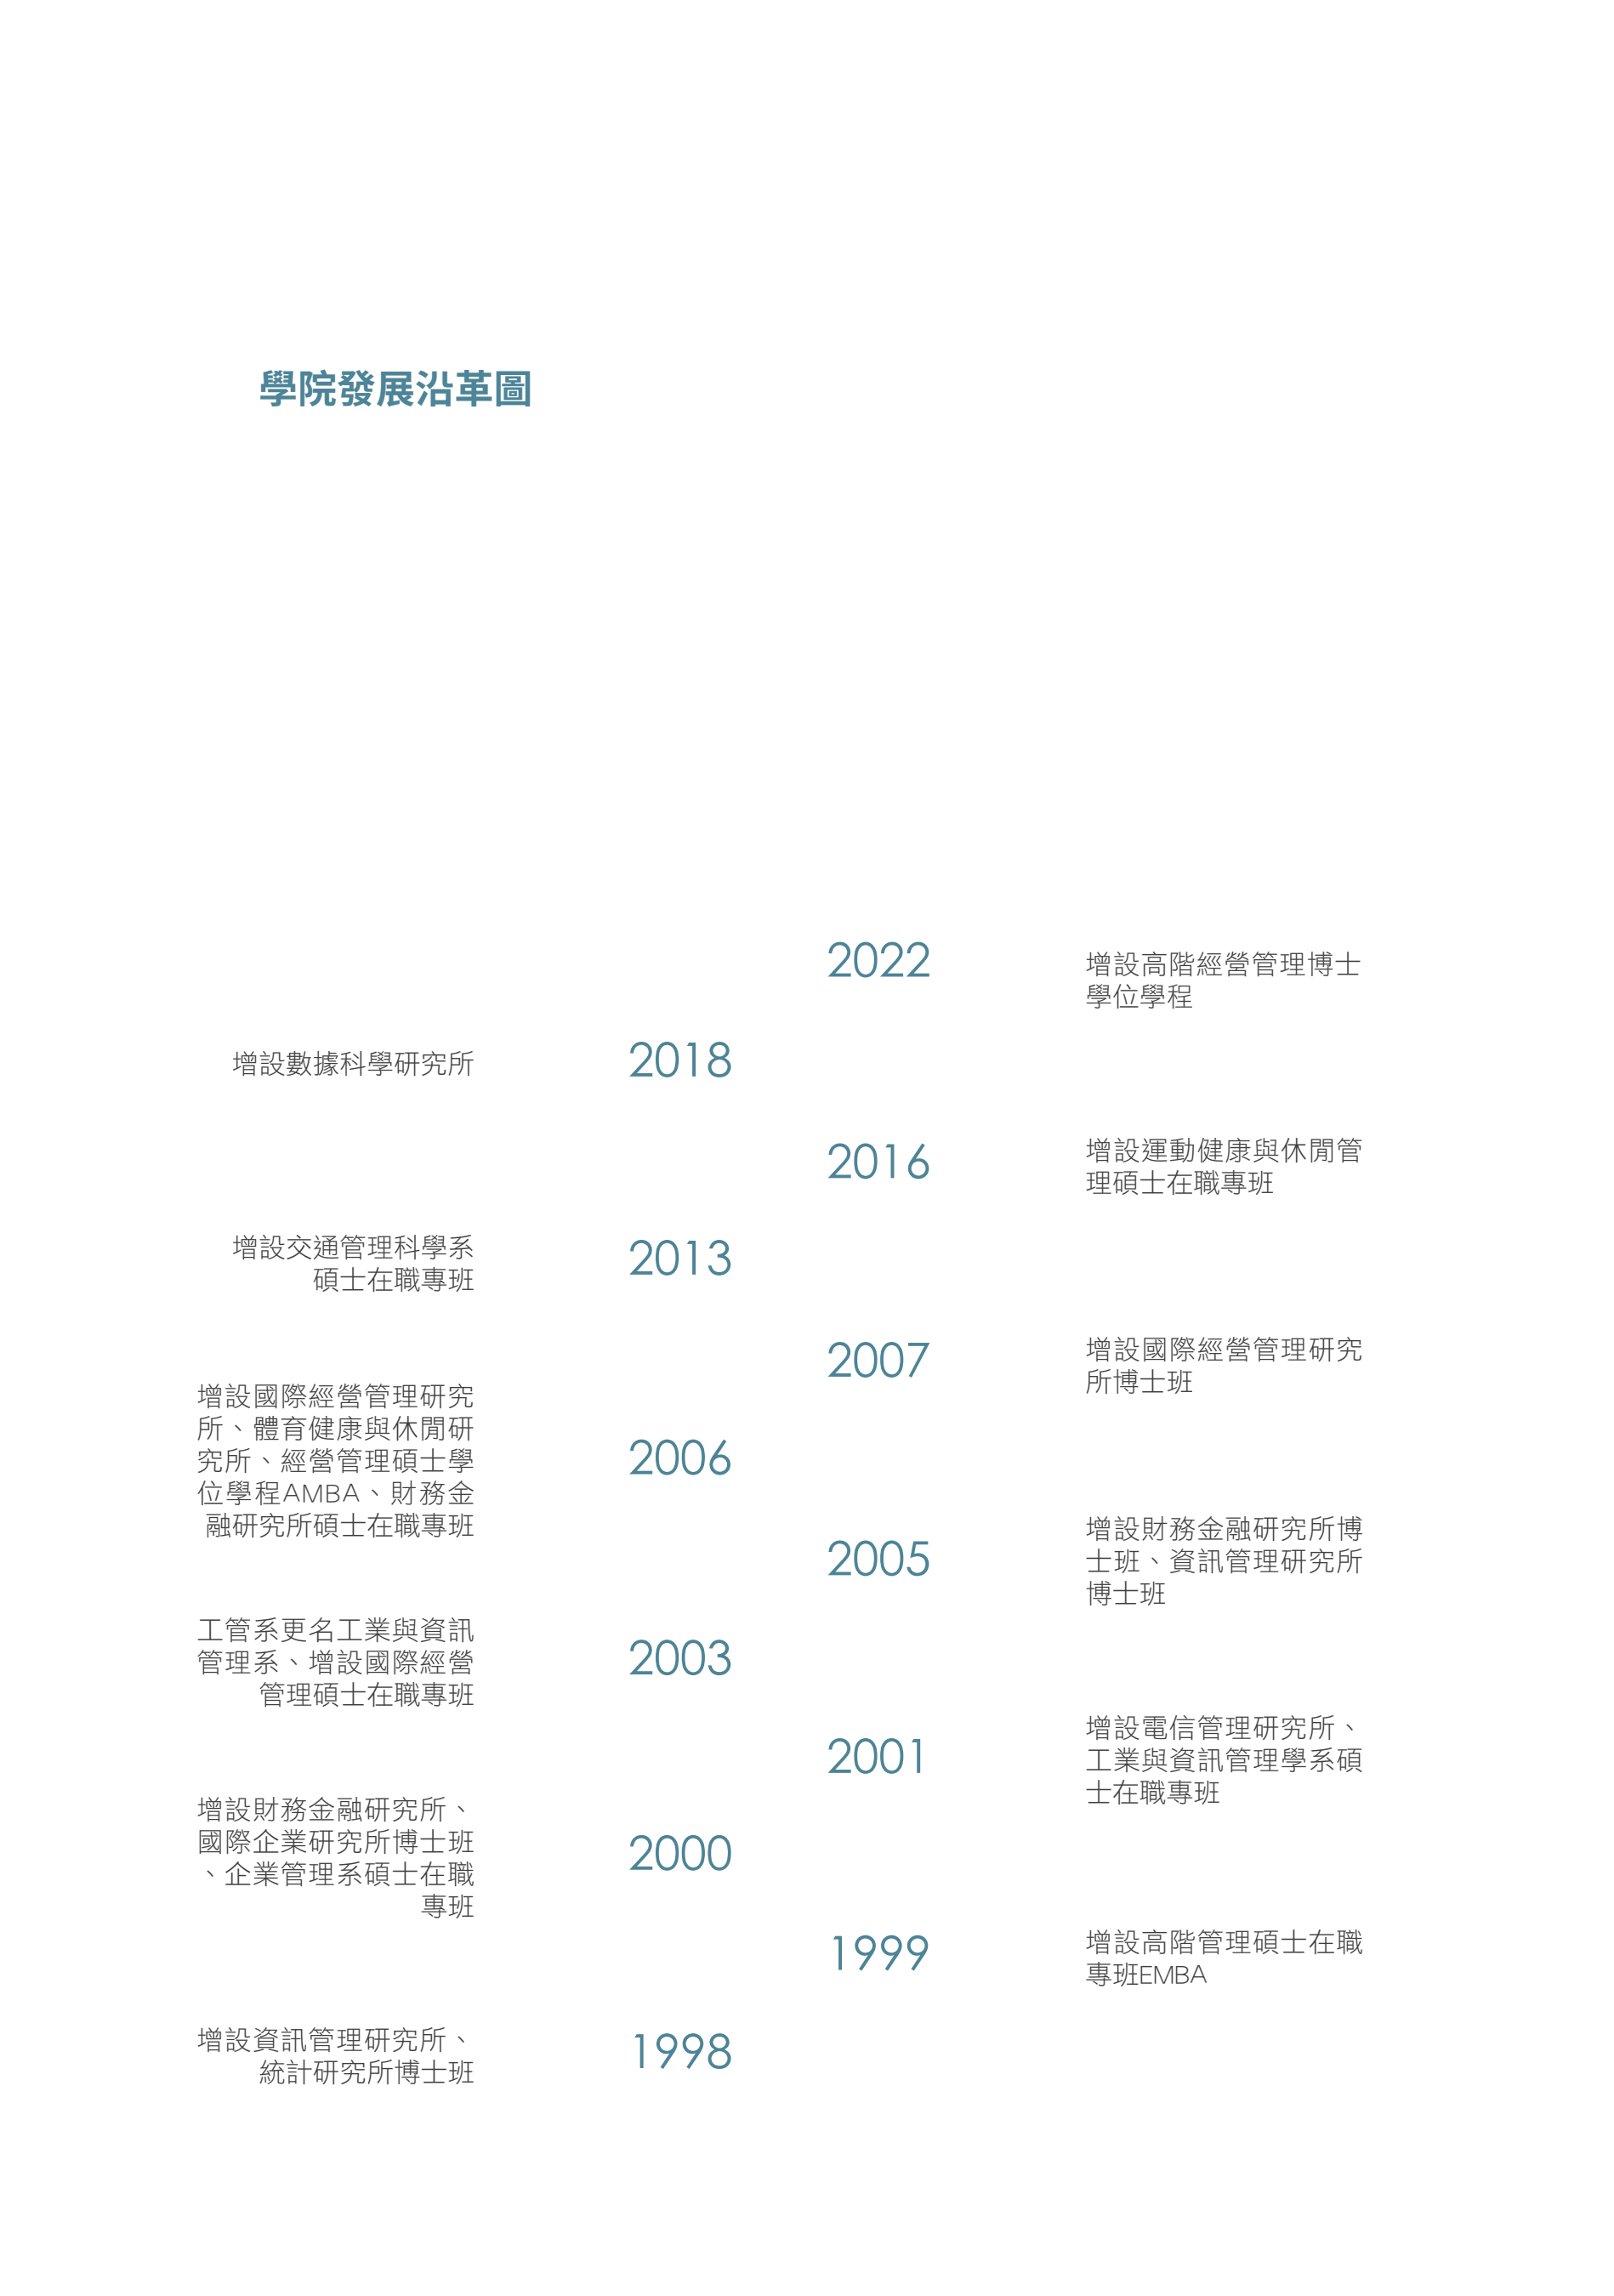 學院發展沿革圖
2022
增設高階經營管理博士
學位學程
增設數據科學研究所
2018
2016
增設運動健康與休閒管
理碩士在職專班
增設交通管理科學系
碩士在職專班
2013
2007
增設國際經營管理研究
所博士班
增設國際經營管理研究
所、體育健康與休閒研
究所、經營管理碩士學
位學程AMBA、財務金
融研究所碩士在職專班
2006
2005
增設財務金融研究所博
士班、資訊管理研究所
博士班
工管系更名工業與資訊
管理系、增設國際經營
管理碩士在職專班
2003
2001
增設電信管理研究所、
工業與資訊管理學系碩
士在職專班
增設財務金融研究所、
國際企業研究所博士班
、企業管理系碩士在職
專班
2000
1999
增設高階管理碩士在職
專班EMBA
增設資訊管理研究所、
統計研究所博士班
1998